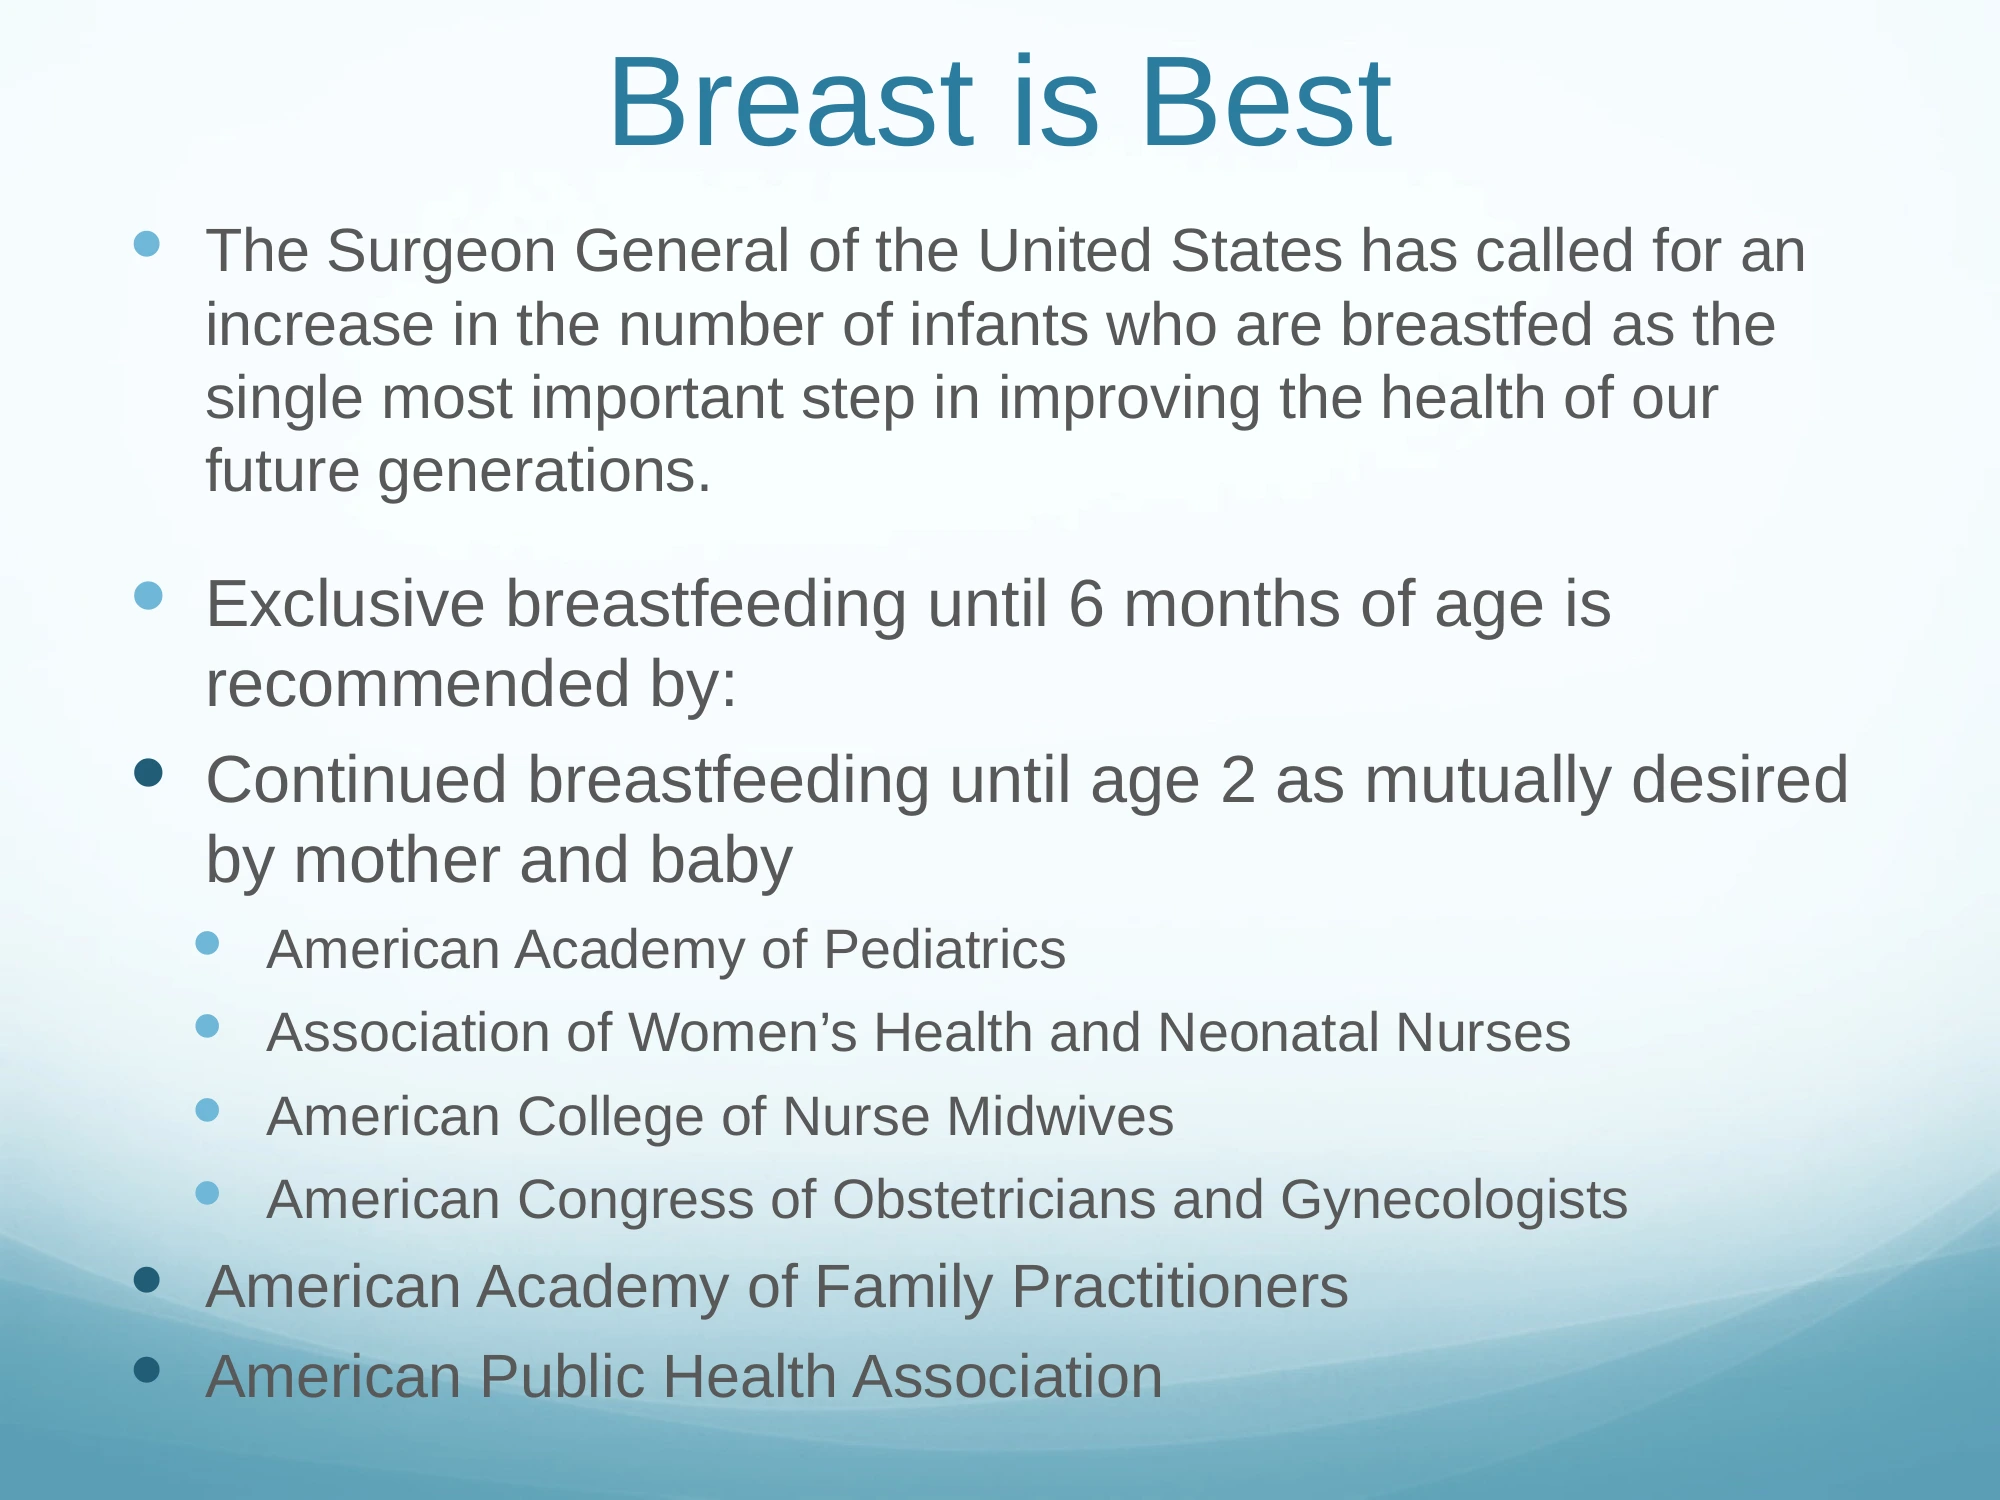 Breast is Best
• The Surgeon General of the United States has called for an
increase in the number of infants who are breastfed as the
single most important step in improving the health of our
future generations.
• Exclusive breastfeeding until 6 months of age is
recommended by:
• Continued breastfeeding until age 2 as mutually desired
by mother and baby
• American Academy of Pediatrics
• Association of Women’s Health and Neonatal Nurses
• American College of Nurse Midwives
• American Congress of Obstetricians and Gynecologists
• American Academy of Family Practitioners
• American Public Health Association